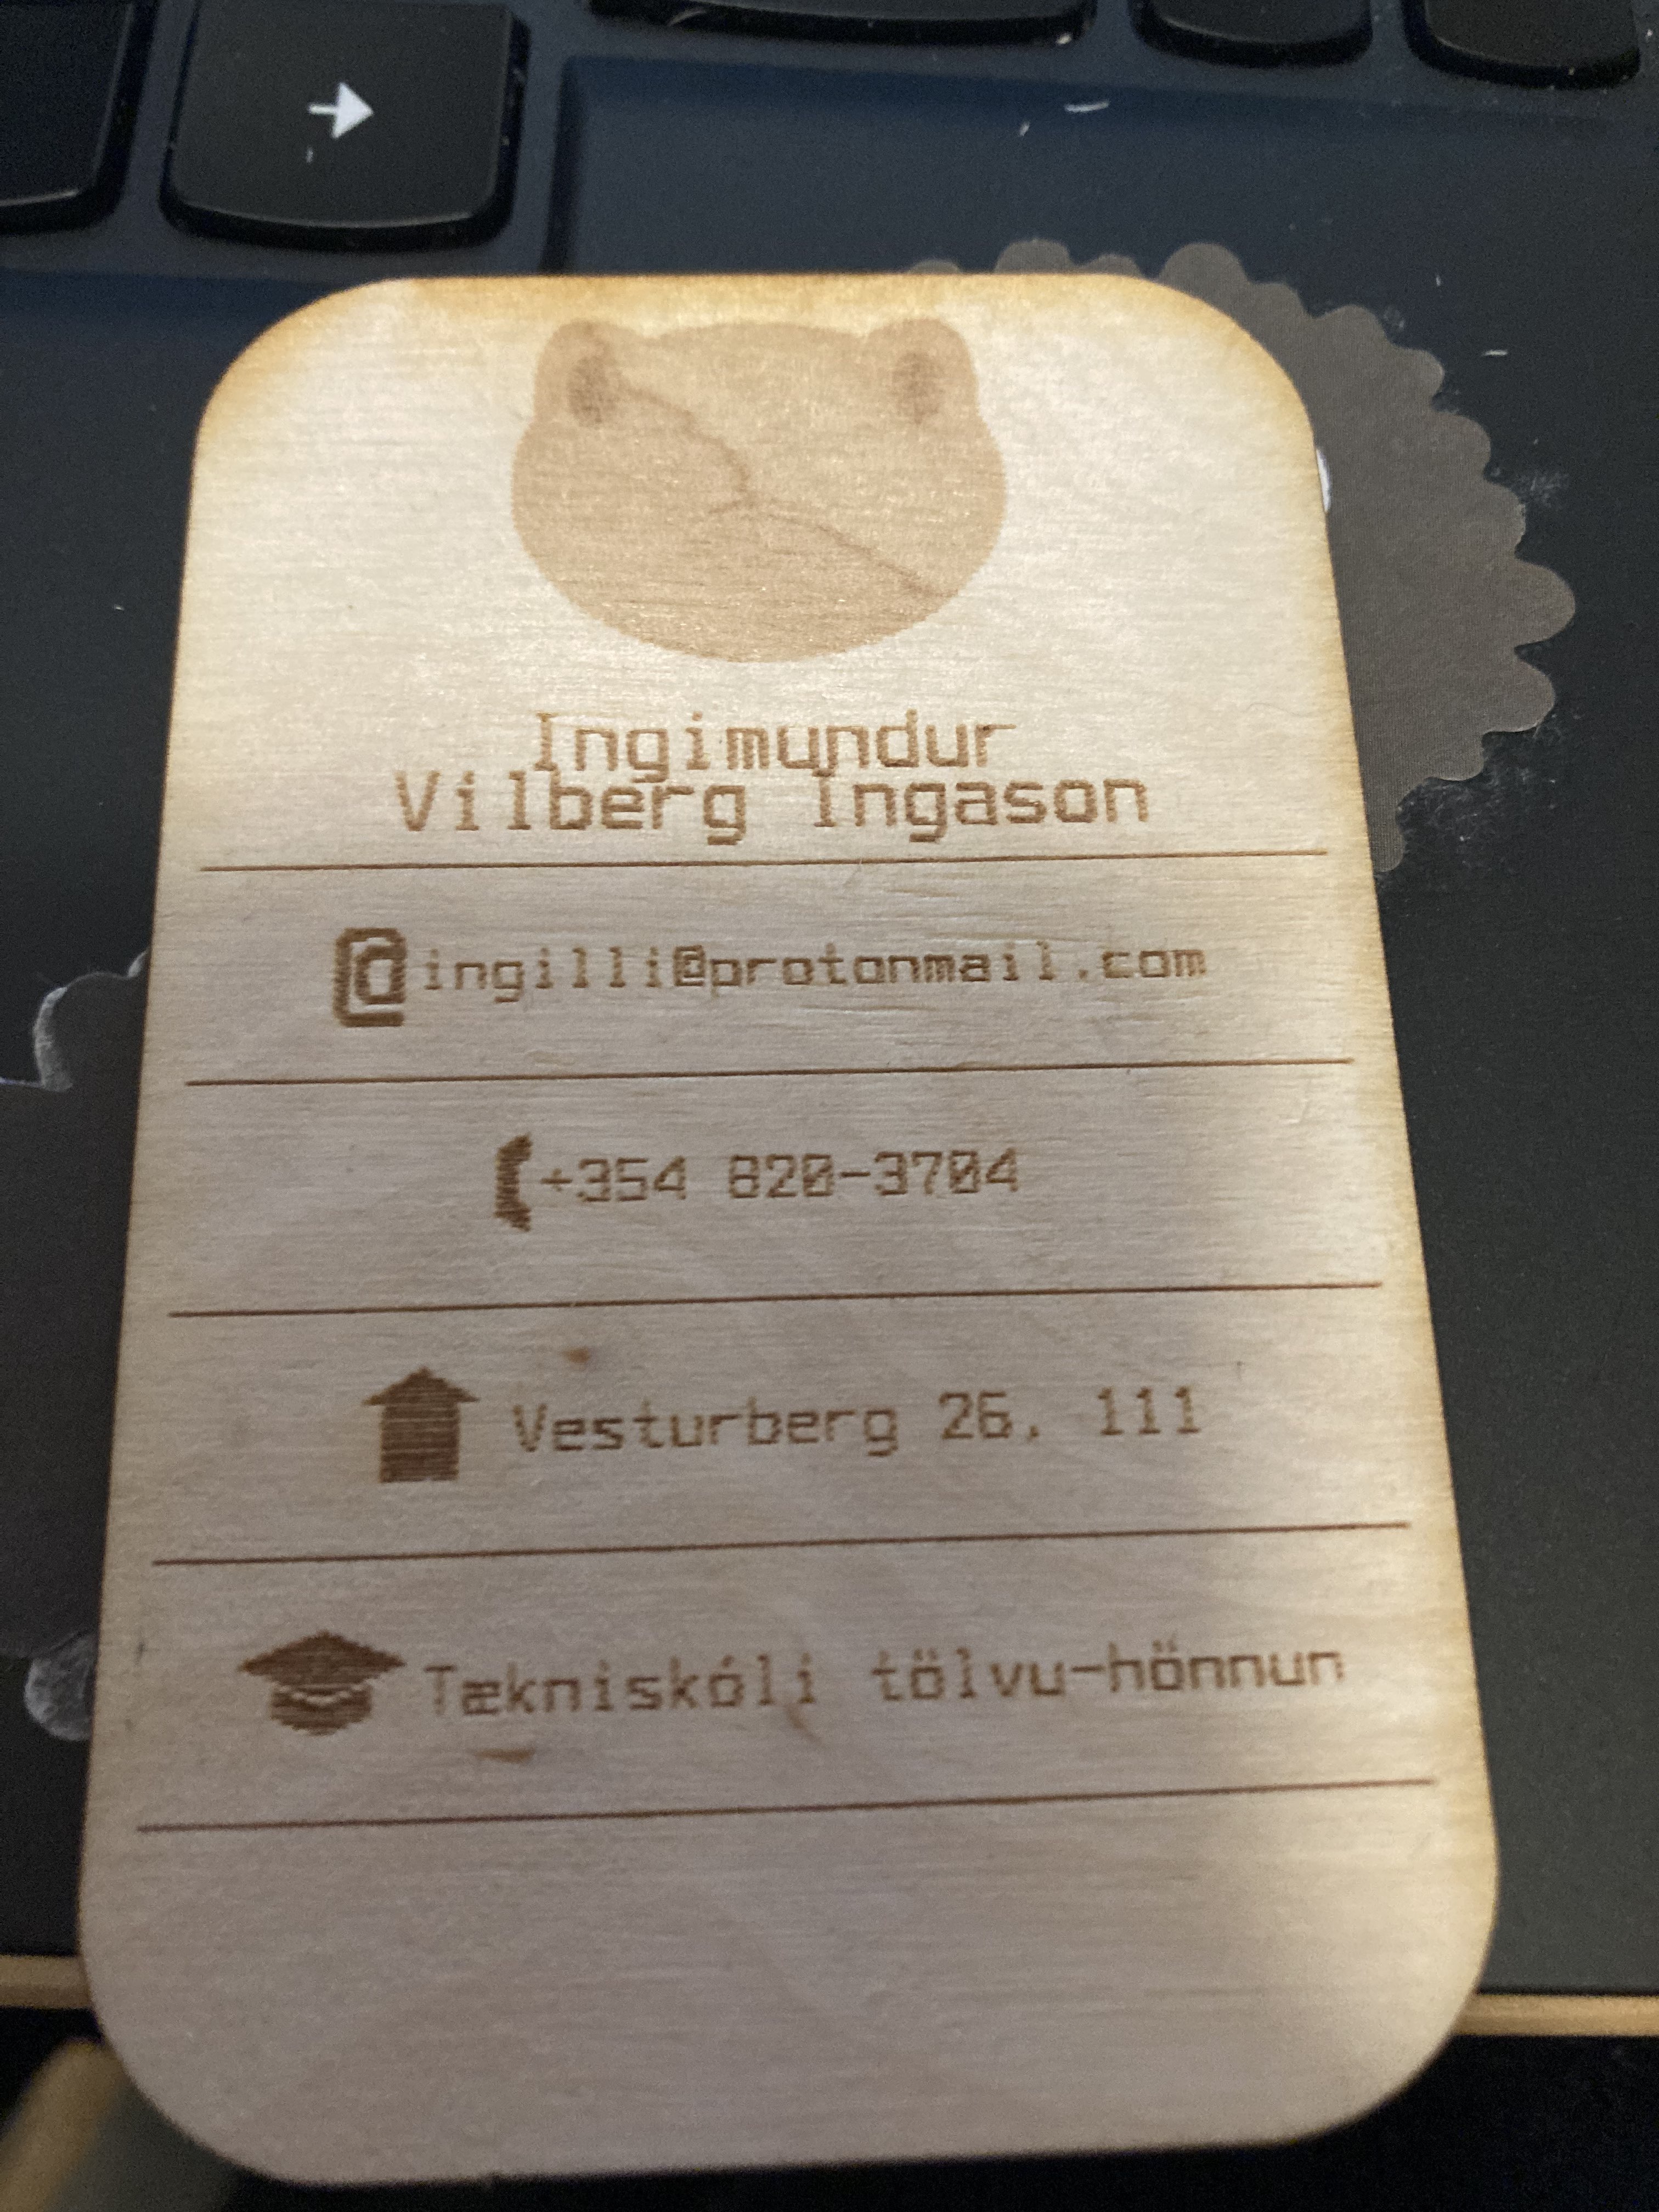 Ingimundur
Vilberg Ingason
@ingilli@protonmail.com
+354 820-3704
Vesturberg 26, 111
Tækniskóli tölvu-hönnun